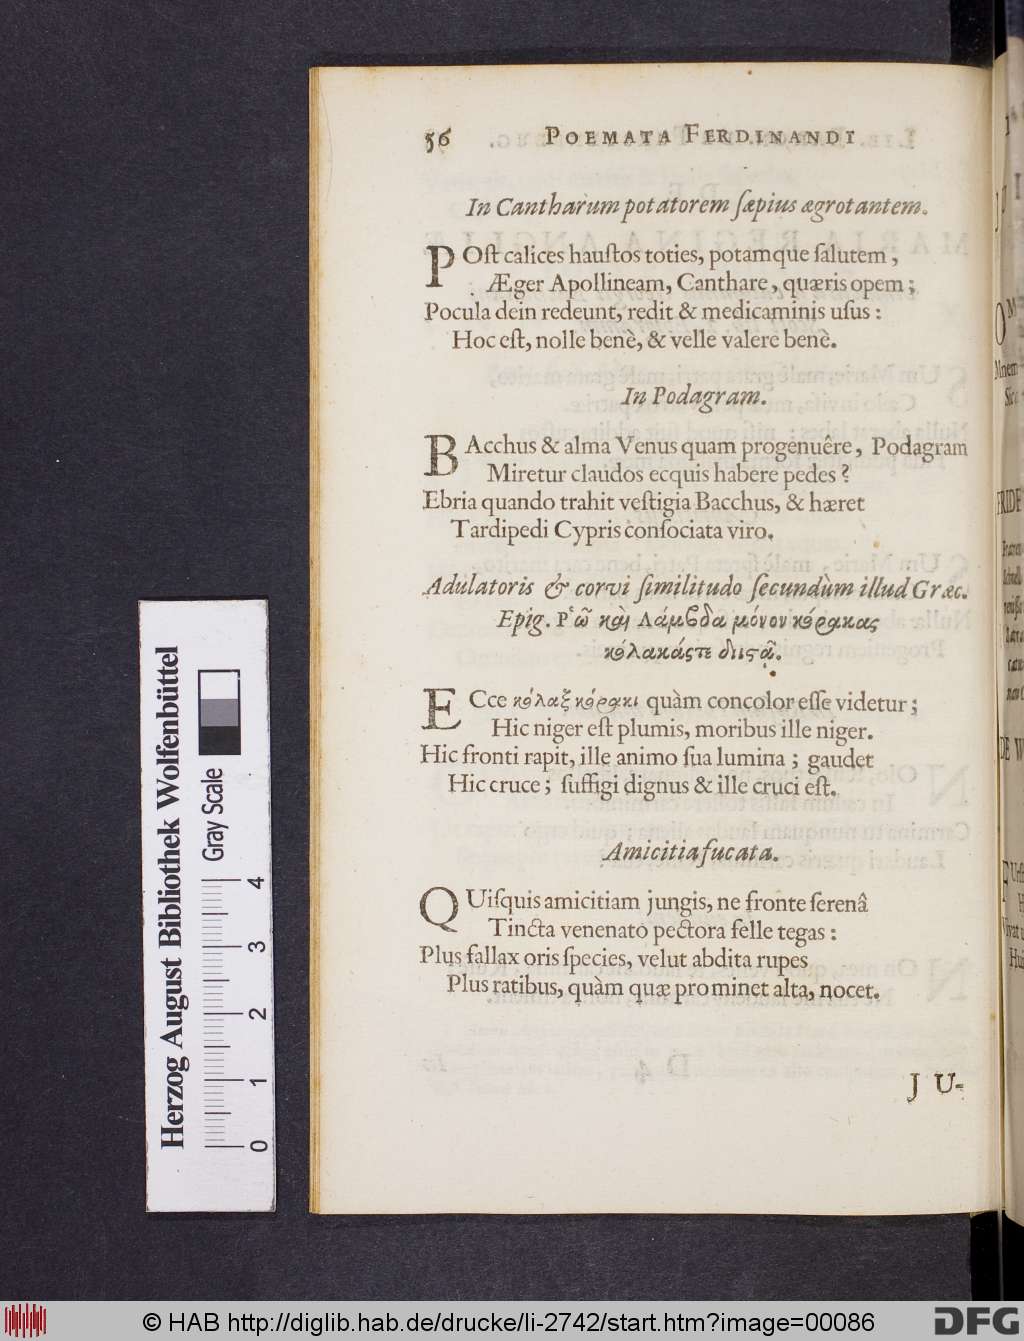 56 POEMATA FERDINANDI
In Cantharum potatorem ſæpius ægrotantem.
POſt calices hauſtos toties, potamque ſalutem,
Æger Apollineam, Canthare, quæris opem;
Pocula dein redeunt, redit & medicaminis uſus:
Hoc eſt, nolle benè, & velle valere benè.
In Podagram.
BAcchus & alma Venus quam progenuêre, Podagram
Miretur claudos ecquis habere pedes?
Ebria quando trahit veſtigia Bacchus, & hæret
Tardipedi Cypris conſociata viro.
Adulatoris & corvi ſimilitudo ſecundùm illud Græc.
Epig. Ῥῶ καὶ Λάμβδα μόνον κόρακας
κολακάς τε
ECce κόλαξ κόρακι quàm concolor eſſe videtur;
Hic niger eſt plumis, moribus ille niger.
Hic fronti rapit, ille animo ſua lumina; gaudet
Hic cruce; ſuffigi dignus & ille cruci eſt.
Amicitia fucata.
QUiſquis amicitiam jungis, ne fronte ſerenâ
Tincta venenato pectora felle tegas:
Plus fallax oris ſpecies, velut abdita rupes
Plus ratibus, quàm quæ prominet alta, nocet.
JU-
Herzog August Bibliothek Wolfenbüttel
Gray Scale
0 1 2 3 4
© HAB http://diglib.hab.de/drucke/li-2742/start.htm?image=00086
DFG